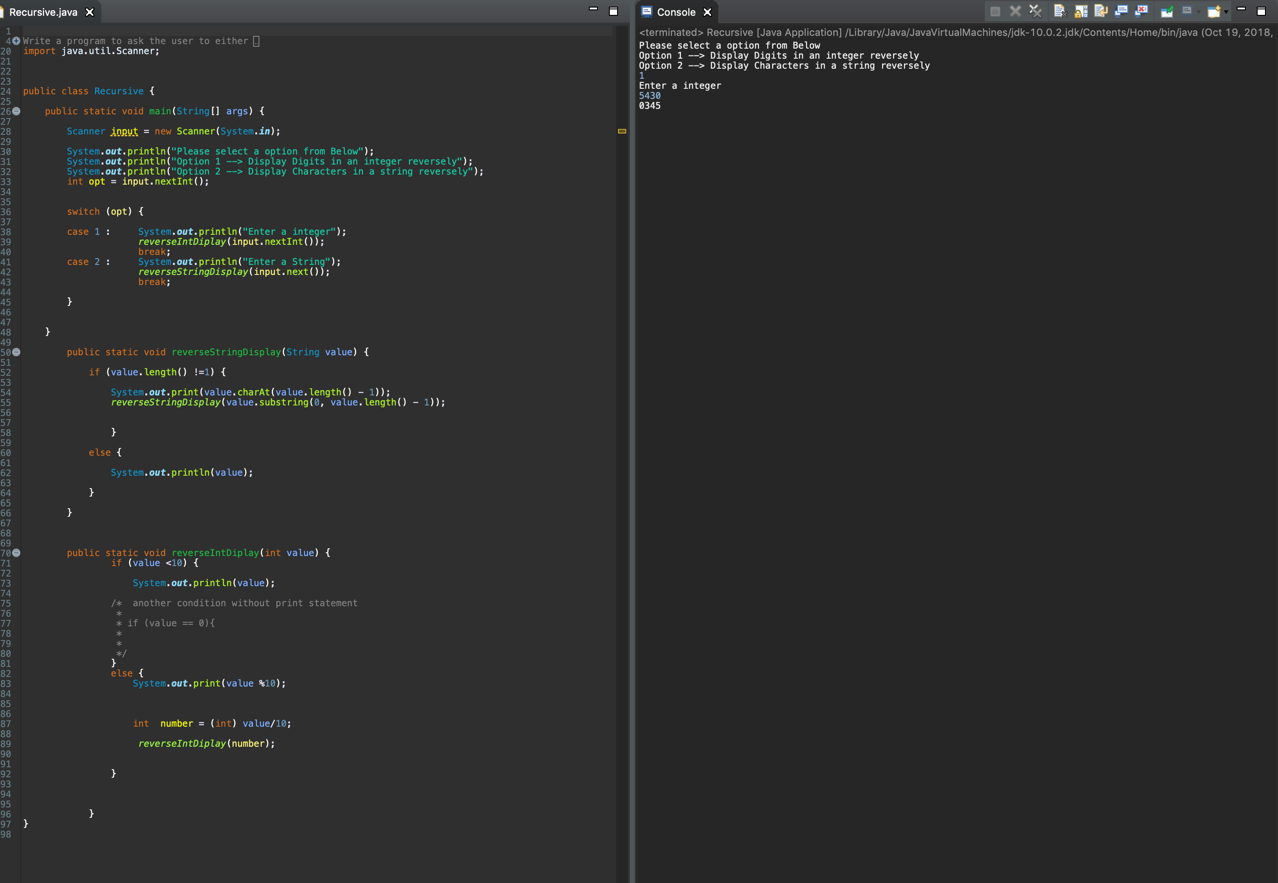 Recursive.java
1
4 Write a program to ask the user to either
20 import java.util.Scanner;
21
22
23
24 public class Recursive {
25
26 public static void main(String[] args) {
27
28 Scanner input = new Scanner(System.in);
29
30 System.out.println("Please select a option from Below");
31 System.out.println("Option 1 --> Display Digits in an integer reversely");
32 System.out.println("Option 2 --> Display Characters in a string reversely");
33 int opt = input.nextInt();
34
35
36 switch (opt) {
37
38 case 1 : System.out.println("Enter a integer");
39 reverseIntDiplay(input.nextInt());
40 break;
41 case 2 : System.out.println("Enter a String");
42 reverseStringDisplay(input.next());
43 break;
44
45 }
46
47
48 }
49
50 public static void reverseStringDisplay(String value) {
51
52 if (value.length() !=1) {
53
54 System.out.print(value.charAt(value.length() - 1));
55 reverseStringDisplay(value.substring(0, value.length() - 1));
56
57
58 }
59
60 else {
61
62 System.out.println(value);
63
64 }
65
66 }
67
68
69
70 public static void reverseIntDiplay(int value) {
71 if (value <10) {
72
73 System.out.println(value);
74
75 /* another condition without print statement
76 *
77 * if (value == 0){
78 *
79 *
80 */
81 }
82 else {
83 System.out.print(value %10);
84
85
86
87 int number = (int) value/10;
88
89 reverseIntDiplay(number);
90
91
92 }
93
94
95
96 }
97 }
98
Console
<terminated> Recursive [Java Application] /Library/Java/JavaVirtualMachines/jdk-10.0.2.jdk/Contents/Home/bin/java (Oct 19, 2018,
Please select a option from Below
Option 1 --> Display Digits in an integer reversely
Option 2 --> Display Characters in a string reversely
1
Enter a integer
5430
0345